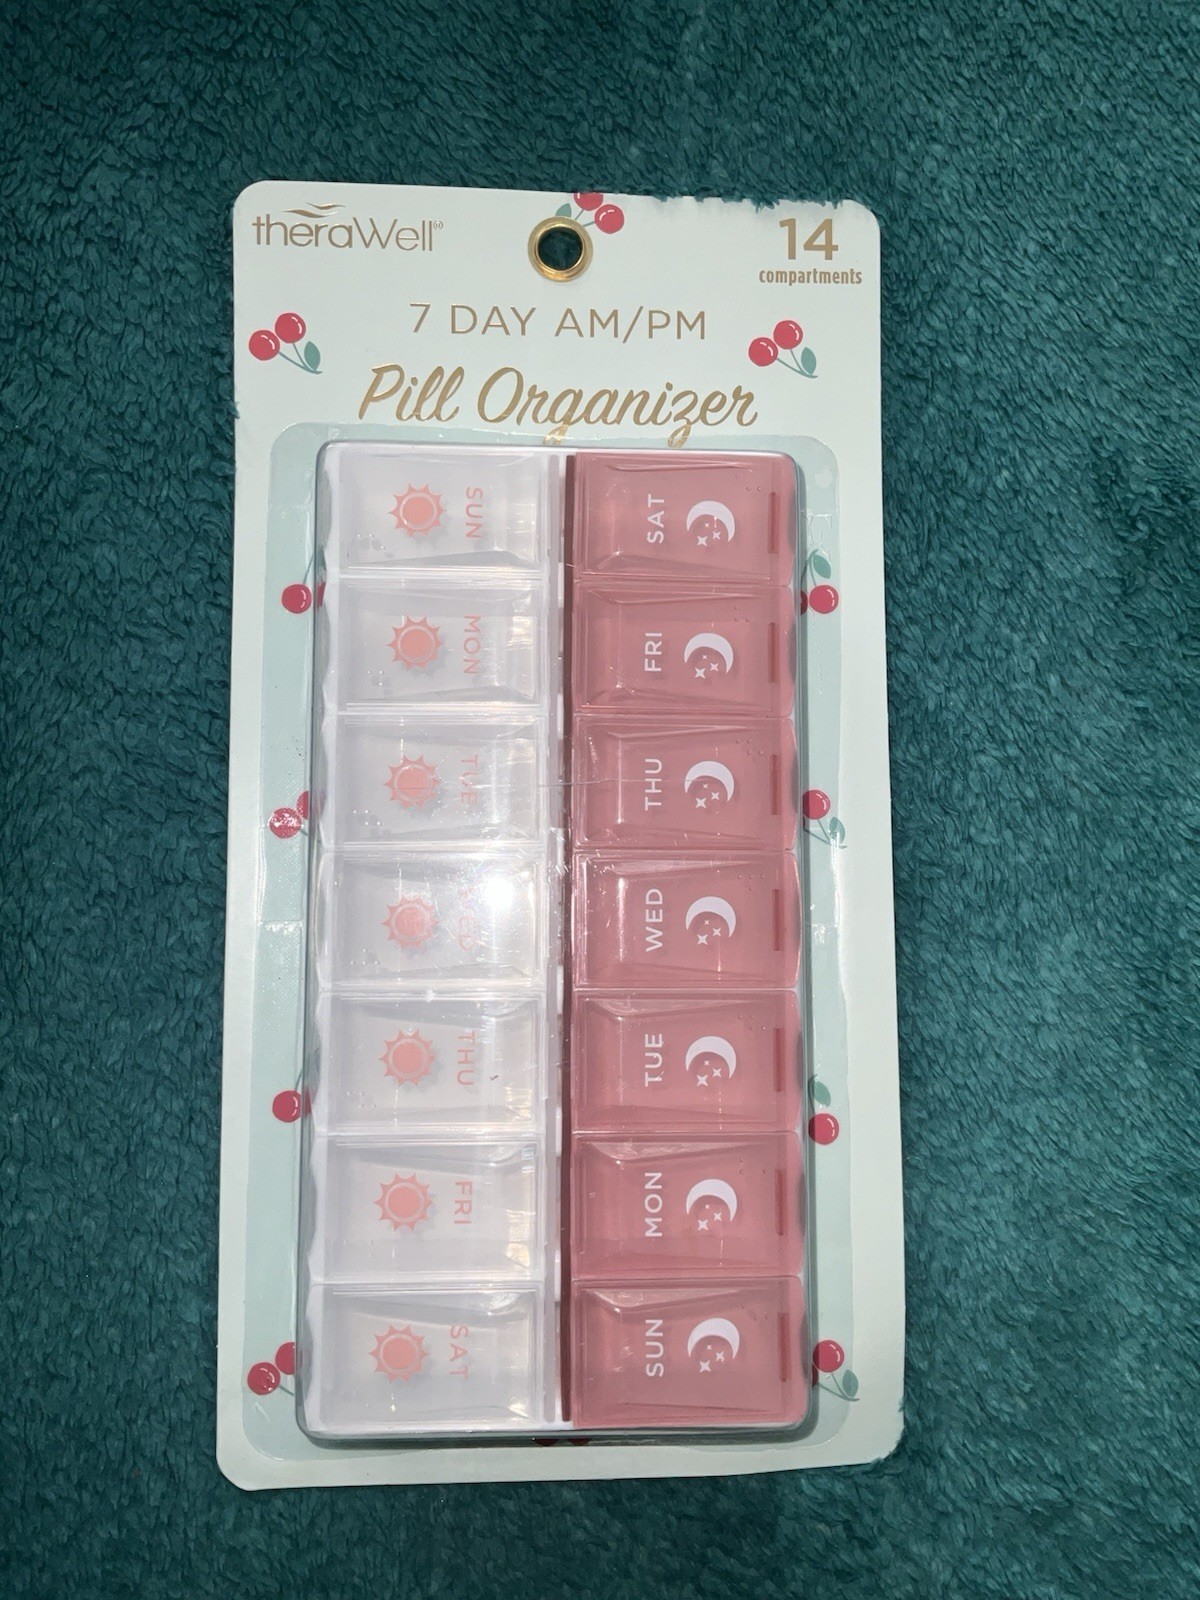 theraWell®
14
compartments
7 DAY AM/PM
Pill Organizer
SUN
MON
TUE
WED
THU
FRI
SAT
SAT
FRI
THU
WED
TUE
MON
SUN